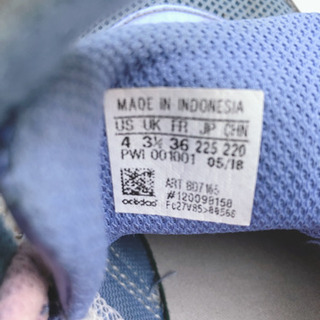 MADE IN INDONESIA
US UK FR JP CHN
4 3½ 36 225 220
PWI 001001 05/18
ART B07165
#120098158
adidas